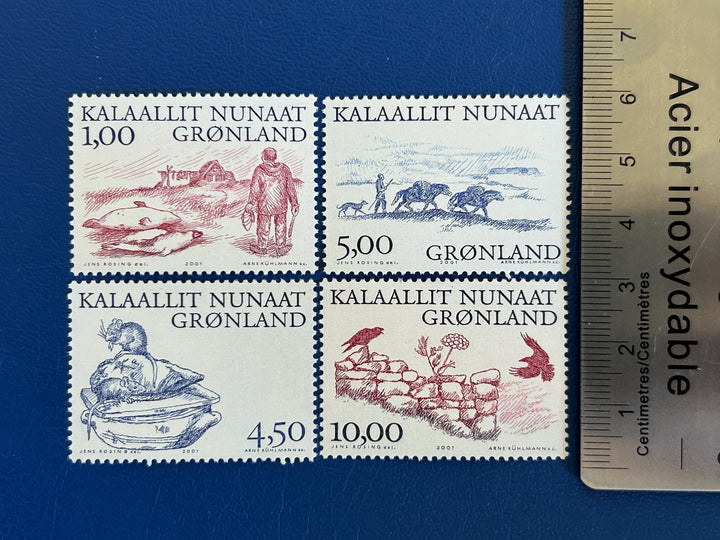 KALAALLIT NUNAAT
1,00 GRØNLAND
JENS ROSING del. 2001 ARNE KÜHLMANN sc.
KALAALLIT NUNAAT
5,00 GRØNLAND
JENS ROSING del. 2001 ARNE KÜHLMANN sc.
KALAALLIT NUNAAT
GRØNLAND
4,50
JENS ROSING del. 2001 ARNE KÜHLMANN sc.
KALAALLIT NUNAAT
GRØNLAND
10,00
JENS ROSING del. 2001 ARNE KÜHLMANN sc.
7
6
5
4
3
2
1
Centimetres/Centimètres
Acier inoxydable